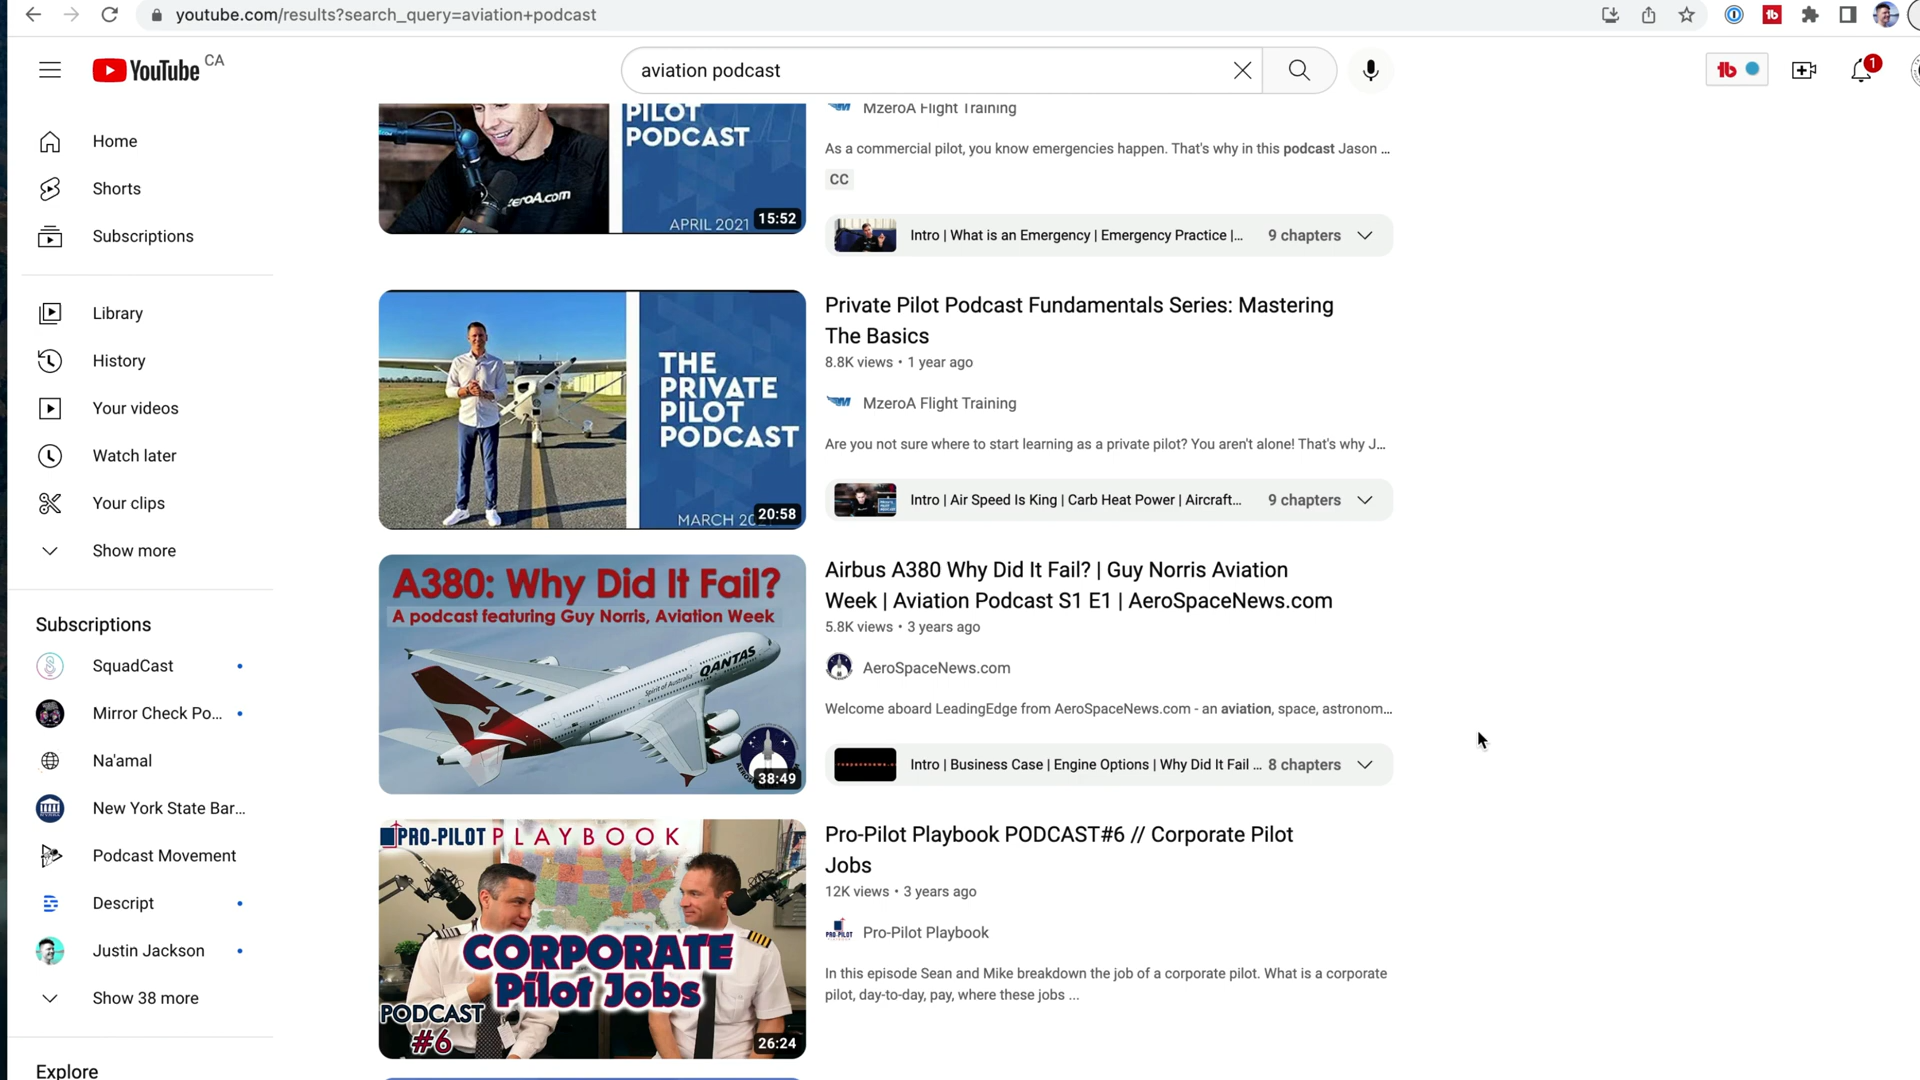 youtube.com/results?search_query=aviation+podcast
YouTube CA
aviation podcast
tb
1
Home
Shorts
Subscriptions
Library
History
Your videos
Watch later
Your clips
Show more
Subscriptions
SquadCast
Mirror Check Po...
Na'amal
New York State Bar...
Podcast Movement
Descript
Justin Jackson
Show 38 more
Explore
PILOT
PODCAST
zeroA.com
APRIL 2021
15:52
MzeroA Flight Training
As a commercial pilot, you know emergencies happen. That's why in this podcast Jason ...
CC
Intro | What is an Emergency | Emergency Practice |...
9 chapters
THE
PRIVATE
PILOT
PODCAST
MARCH 20
20:58
Private Pilot Podcast Fundamentals Series: Mastering
The Basics
8.8K views • 1 year ago
MzeroA Flight Training
Are you not sure where to start learning as a private pilot? You aren't alone! That's why J...
Intro | Air Speed Is King | Carb Heat Power | Aircraft...
9 chapters
A380: Why Did It Fail?
A podcast featuring Guy Norris, Aviation Week
QANTAS
Spirit of Australia
38:49
Airbus A380 Why Did It Fail? | Guy Norris Aviation
Week | Aviation Podcast S1 E1 | AeroSpaceNews.com
5.8K views • 3 years ago
AeroSpaceNews.com
Welcome aboard LeadingEdge from AeroSpaceNews.com - an aviation, space, astronom...
Intro | Business Case | Engine Options | Why Did It Fail ...
8 chapters
PRO-PILOT PLAYBOOK
CORPORATE
Pilot Jobs
PODCAST
#6
26:24
Pro-Pilot Playbook PODCAST#6 // Corporate Pilot
Jobs
12K views • 3 years ago
Pro-Pilot Playbook
In this episode Sean and Mike breakdown the job of a corporate pilot. What is a corporate
pilot, day-to-day, pay, where these jobs ...